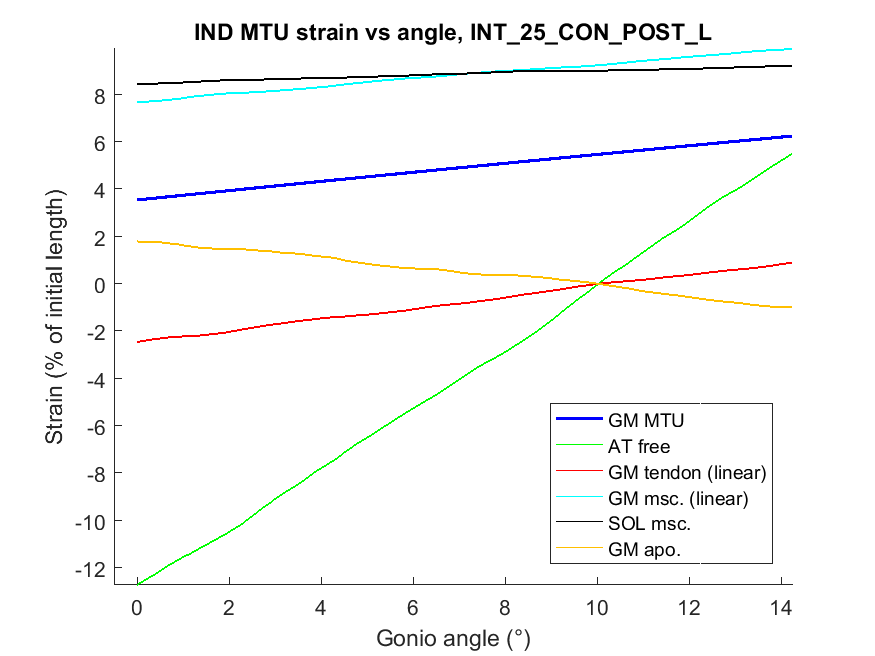 IND MTU strain vs angle, INT_25_CON_POST_L
Strain (% of initial length)
8
6
4
2
0
-2
-4
-6
-8
-10
-12
GM MTU
AT free
GM tendon (linear)
GM msc. (linear)
SOL msc.
GM apo.
0 2 4 6 8 10 12 14
Gonio angle (°)